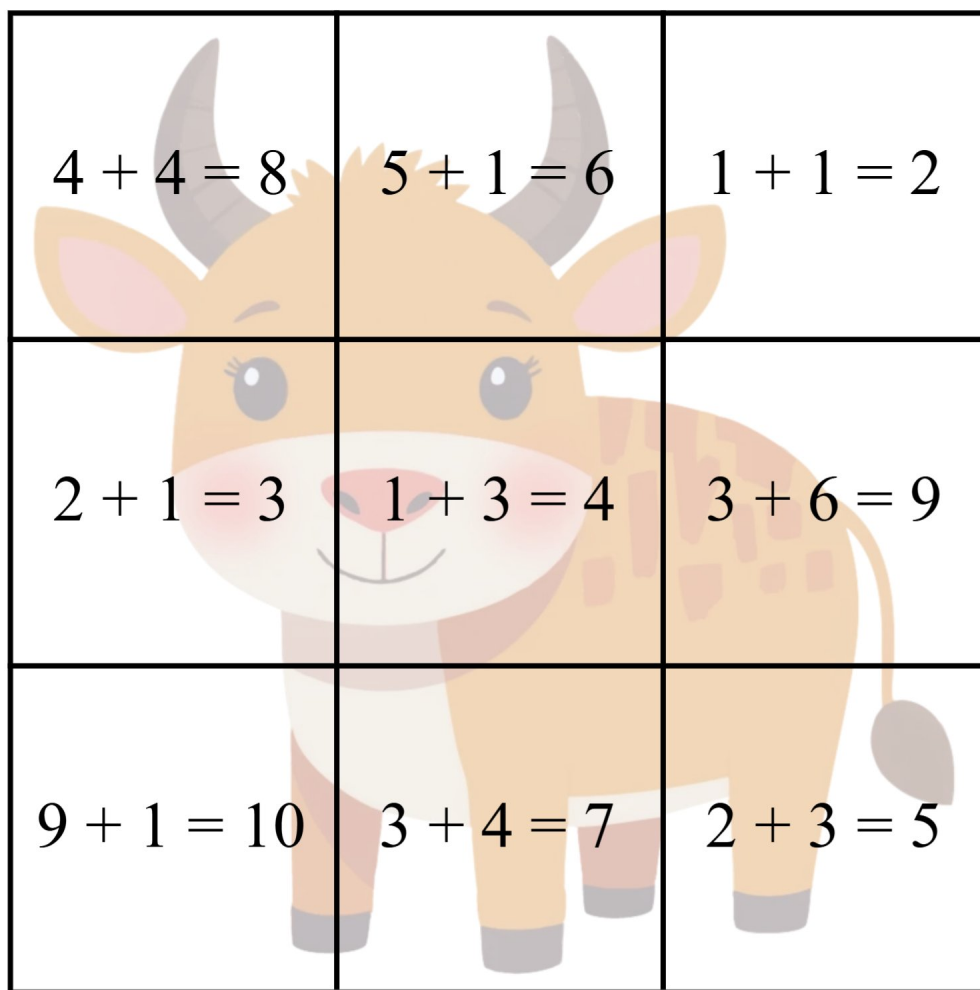 4 + 4 = 8
5 + 1 = 6
1 + 1 = 2
2 + 1 = 3
1 + 3 = 4
3 + 6 = 9
9 + 1 = 10
3 + 4 = 7
2 + 3 = 5